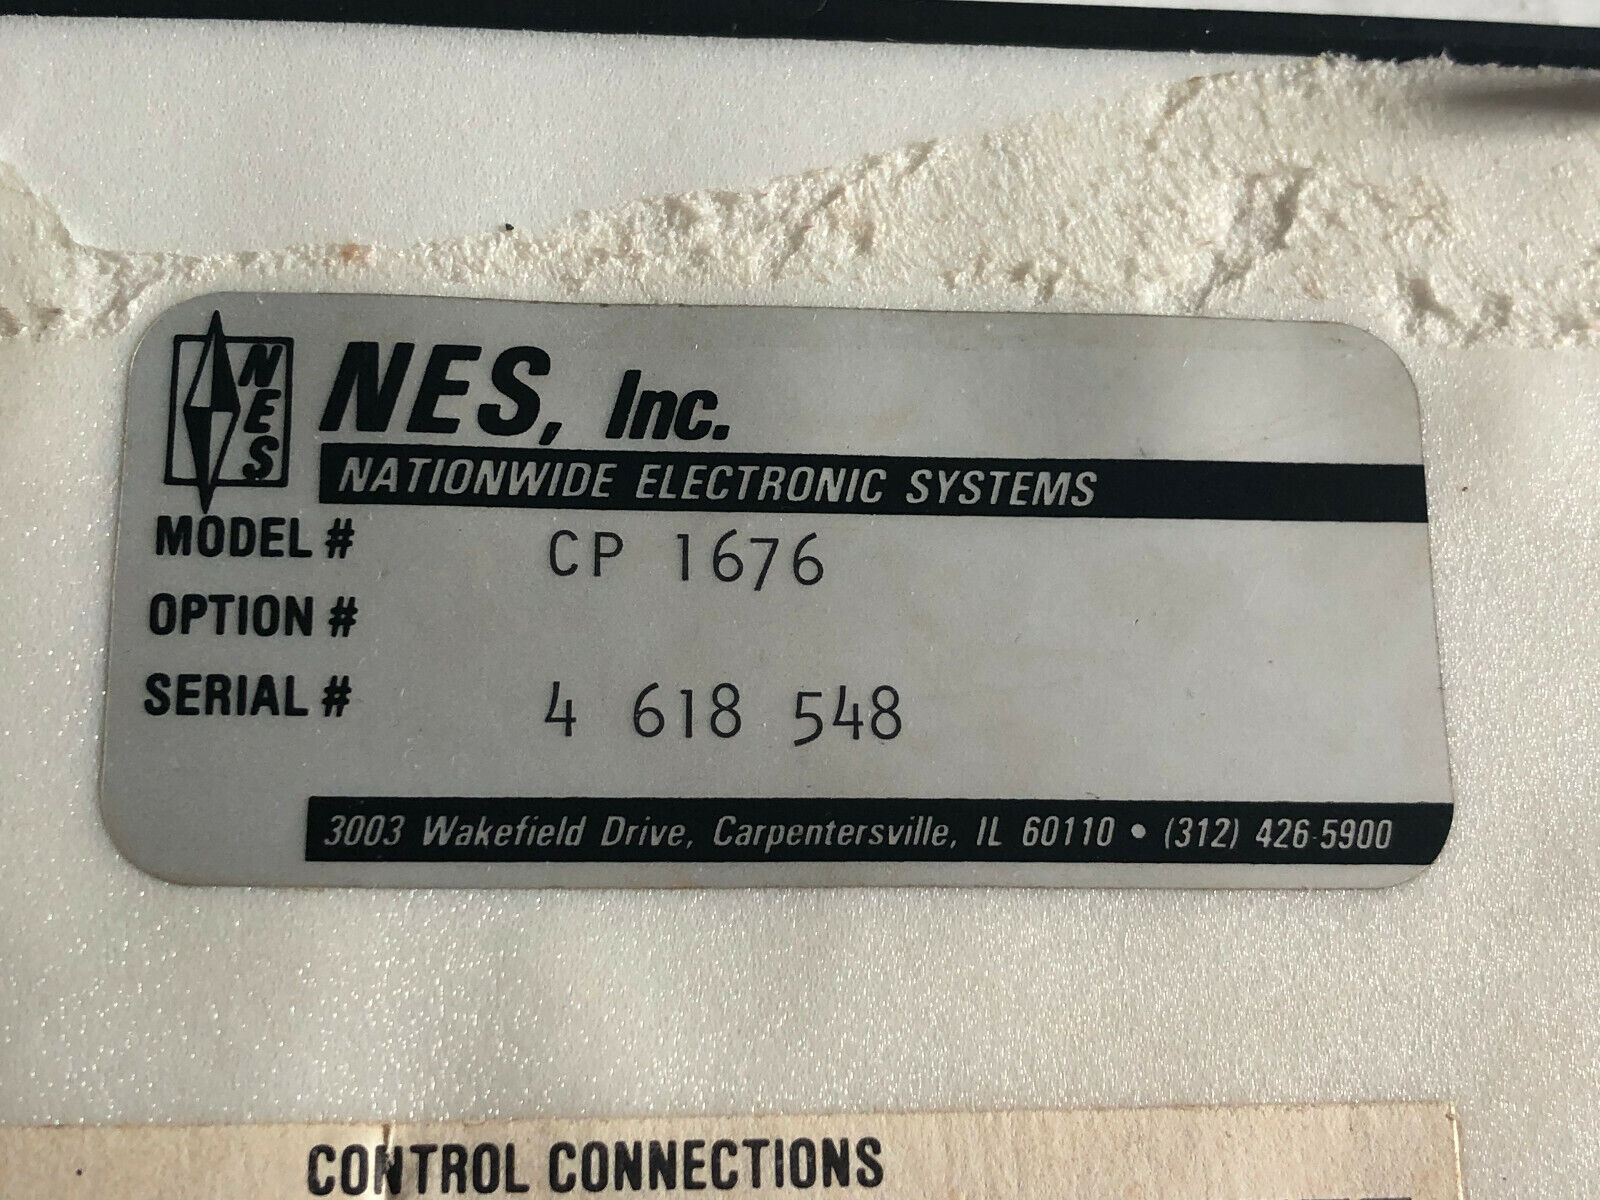 NES
NES, Inc.
NATIONWIDE ELECTRONIC SYSTEMS
MODEL # CP 1676
OPTION #
SERIAL # 4 618 548
3003 Wakefield Drive, Carpentersville, IL 60110 • (312) 426-5900
CONTROL CONNECTIONS